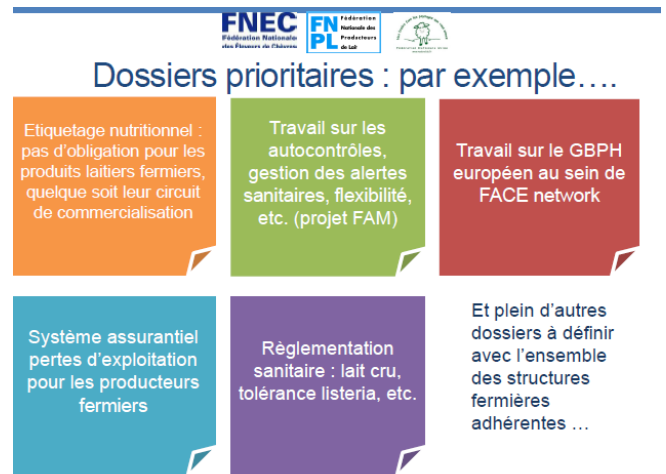 FNEC
Fédération Nationale
des Éleveurs de Chèvres
FN
PL
Fédération
Nationale des
Producteurs
de Lait
Dossiers prioritaires : par exemple….
Etiquetage nutritionnel :
pas d’obligation pour les
produits laitiers fermiers,
quelque soit leur circuit
de commercialisation
Travail sur les
autocontrôles,
gestion des alertes
sanitaires, flexibilité,
etc. (projet FAM)
Travail sur le GBPH
européen au sein de
FACE network
Système assurantiel
pertes d’exploitation
pour les producteurs
fermiers
Règlementation
sanitaire : lait cru,
tolérance listeria, etc.
Et plein d’autres
dossiers à définir
avec l’ensemble
des structures
fermières
adhérentes …